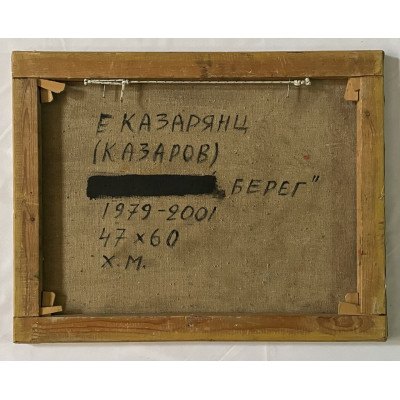 Е КАЗАРЯНЦ
(КАЗАРОВ)
БЕРЕГ"
1979-2001
47×60
Х.М.